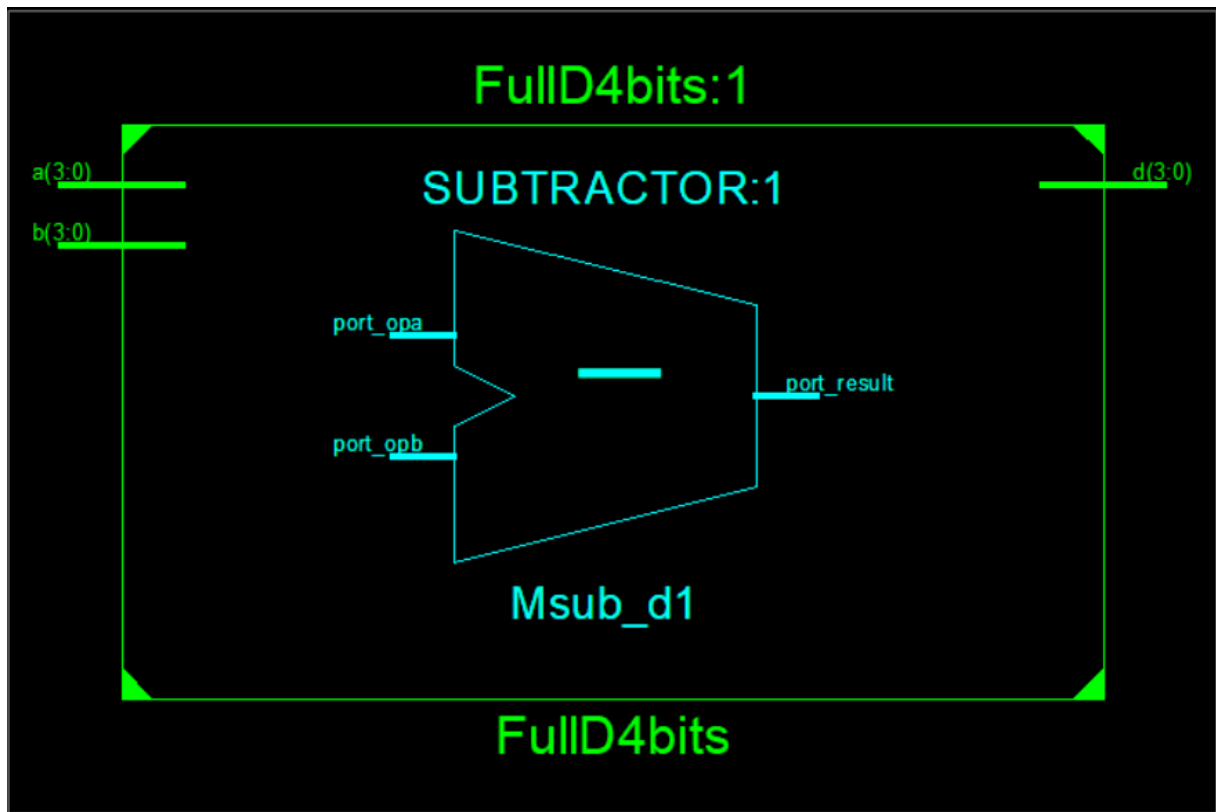 FullD4bits:1
a(3:0)
SUBTRACTOR:1
d(3:0)
b(3:0)
port_opa
port_result
port_opb
Msub_d1
FullD4bits